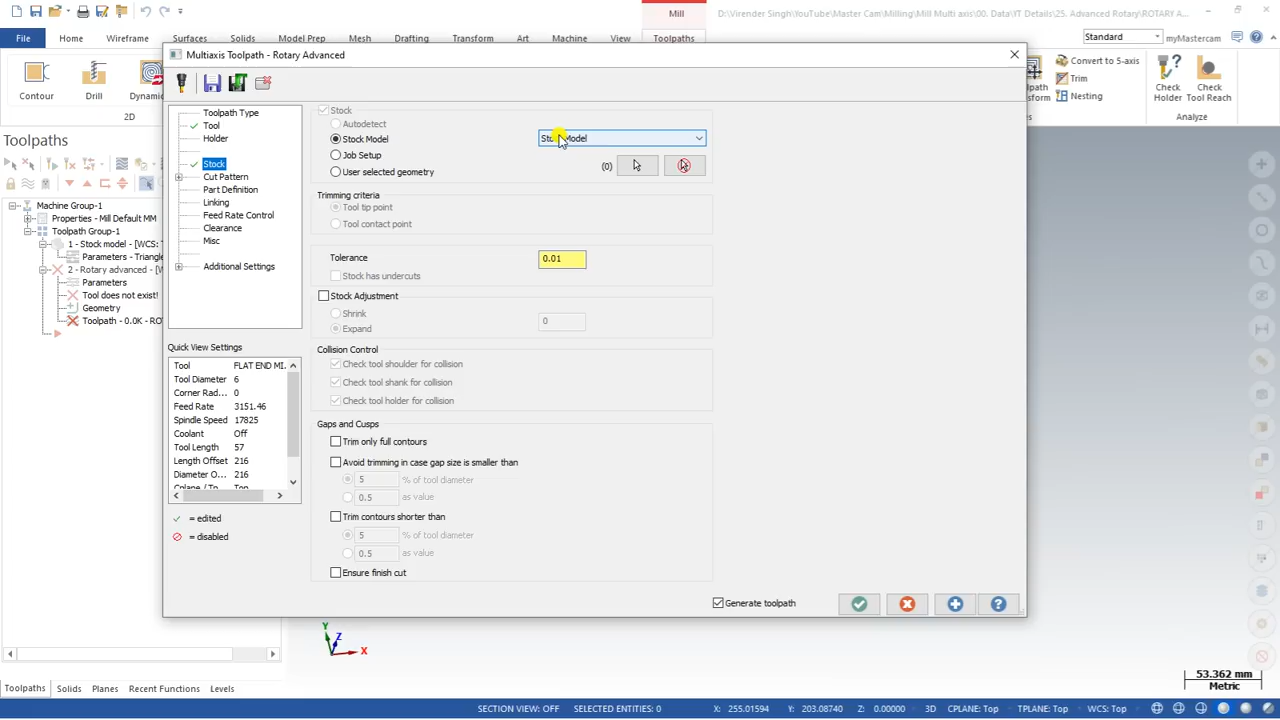 Mill
D:\Virender Singh\YouTube\Master Cam\Milling\Mill Multi axis\00. Data\YT Details\25. Advanced Rotary\ROTARY A...
File
Home
Wireframe
Surfaces
Solids
Model Prep
Mesh
Drafting
Transform
Art
Machine
View
Toolpaths
Standard
myMastercam
Contour
Drill
Dynamic
2D
Convert to 5-axis
Trim
Nesting
Check Holder
Check Tool Reach
Analyze
Toolpaths
Machine Group-1
Properties - Mill Default MM
Toolpath Group-1
1 - Stock model - [WCS: T
Parameters - Triangle
2 - Rotary advanced - [W
Parameters
Tool does not exist!
Geometry
Toolpath - 0.0K - RO
Multiaxis Toolpath - Rotary Advanced
Toolpath Type
Tool
Holder
Stock
Cut Pattern
Part Definition
Linking
Feed Rate Control
Clearance
Misc
Additional Settings
Quick View Settings
Tool FLAT END MI.
Tool Diameter 6
Corner Rad... 0
Feed Rate 3151.46
Spindle Speed 17825
Coolant Off
Tool Length 57
Length Offset 216
Diameter O... 216
Cplane / Tp... Top
= edited
= disabled
Stock
Autodetect
Stock Model
Job Setup
(0)
User selected geometry
Trimming criteria
Tool tip point
Tool contact point
Tolerance 0.01
Stock has undercuts
Stock Adjustment
Shrink
Expand
0
Collision Control
Check tool shoulder for collision
Check tool shank for collision
Check tool holder for collision
Gaps and Cusps
Trim only full contours
Avoid trimming in case gap size is smaller than
5 % of tool diameter
0.5 as value
Trim contours shorter than
5 % of tool diameter
0.5 as value
Ensure finish cut
Generate toolpath
Y
Z
X
53.362 mm
Metric
Toolpaths
Solids
Planes
Recent Functions
Levels
SECTION VIEW: OFF
SELECTED ENTITIES: 0
X: 255.01594
Y: 203.08740
Z: 0.00000
3D
CPLANE: Top
TPLANE: Top
WCS: Top